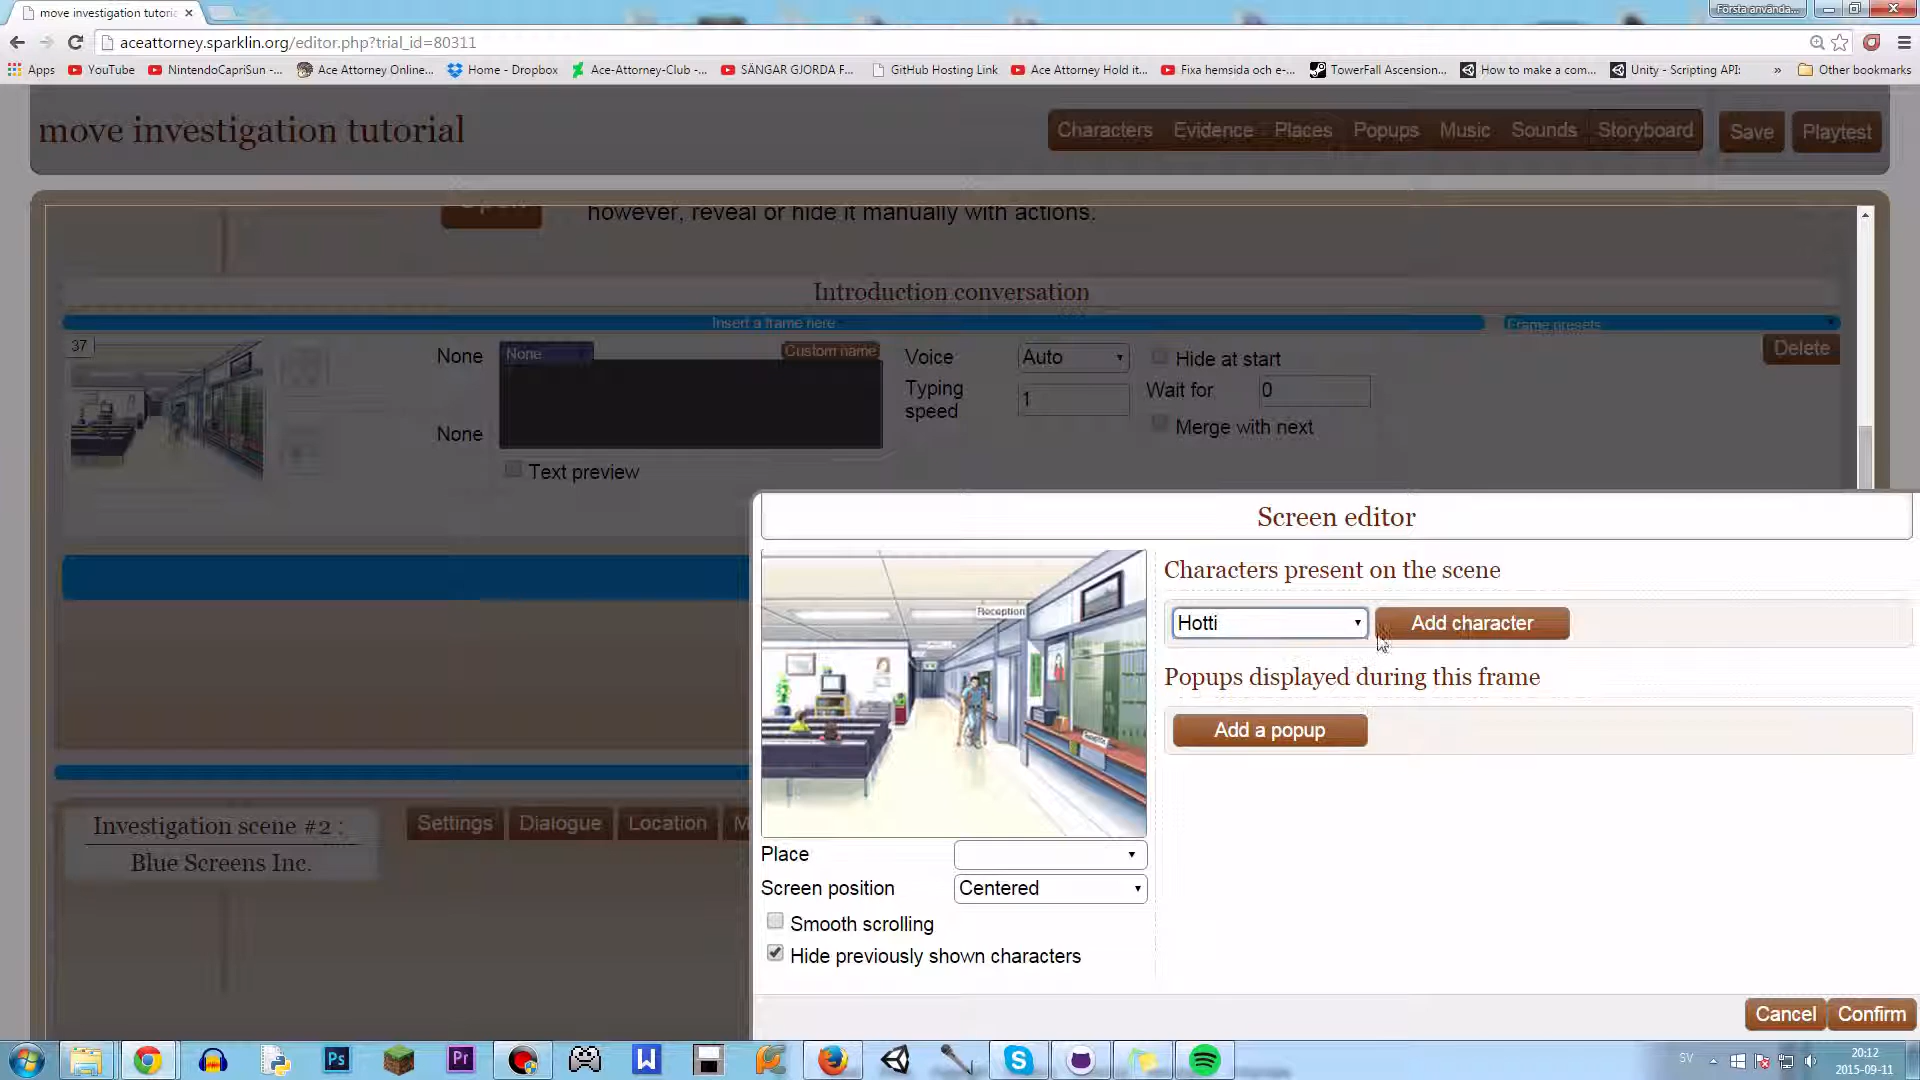 move investigation tutoric
Första använda...
aceattorney.sparklin.org/editor.php?trial_id=80311
Apps YouTube NintendoCapriSun -... Ace Attorney Online... Home - Dropbox Ace-Attorney-Club -... SÅNGAR GJORDA F... GitHub Hosting Link Ace Attorney Hold it... Fixa hemsida och e-... TowerFall Ascension... How to make a com... Unity - Scripting API: » Other bookmarks
move investigation tutorial
Characters Evidence Places Popups Music Sounds Storyboard Save Playtest
Open
however, reveal or hide it manually with actions.
Introduction conversation
Insert a frame here Frame presets
37 None None Custom name Voice Auto Hide at start Delete
Typing speed 1 Wait for 0
None Merge with next
Text preview
Screen editor
Reception
Characters present on the scene
Hotti Add character
Popups displayed during this frame
Add a popup
Place
Screen position Centered
Smooth scrolling
Hide previously shown characters
Cancel Confirm
Investigation scene #2 :
Blue Screens Inc.
Settings Dialogue Location M
SV 20:12
2015-09-11